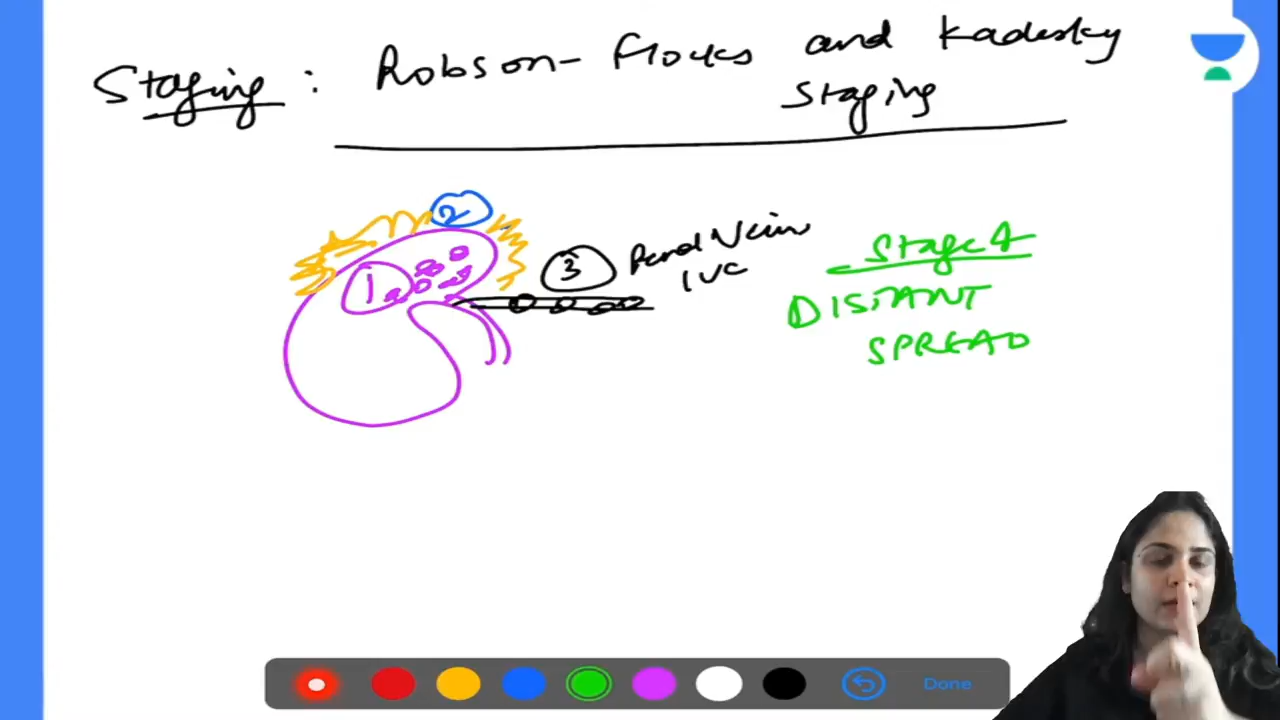 Staging : Robson- Flocks and Kadesky
Staging
2
1
3
Renal Vein
IVC
Stage 4
DISTANT
SPREAD
Done